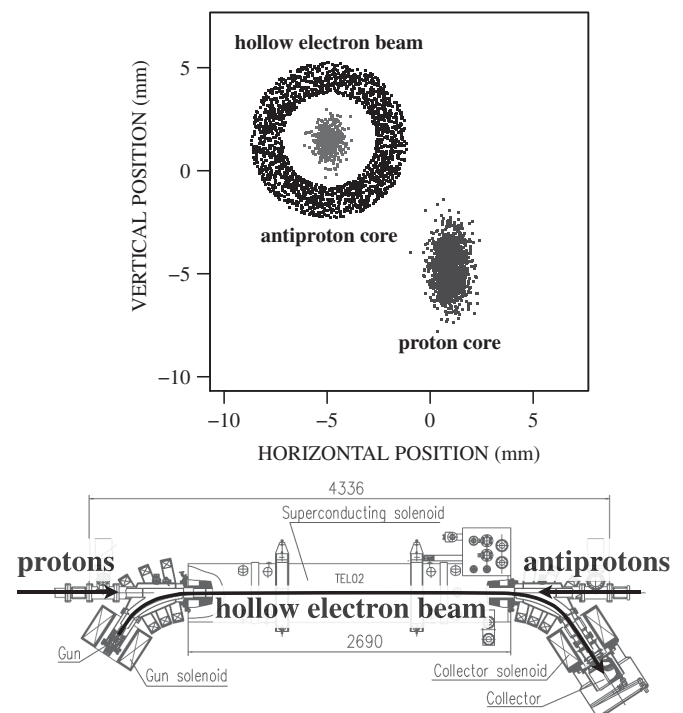 hollow electron beam
5
0
−5
−10
VERTICAL POSITION (mm)
antiproton core
proton core
−10
−5
0
5
HORIZONTAL POSITION (mm)
4336
Superconducting solenoid
protons
antiprotons
TEL02
hollow electron beam
2690
Gun
Gun solenoid
Collector solenoid
Collector